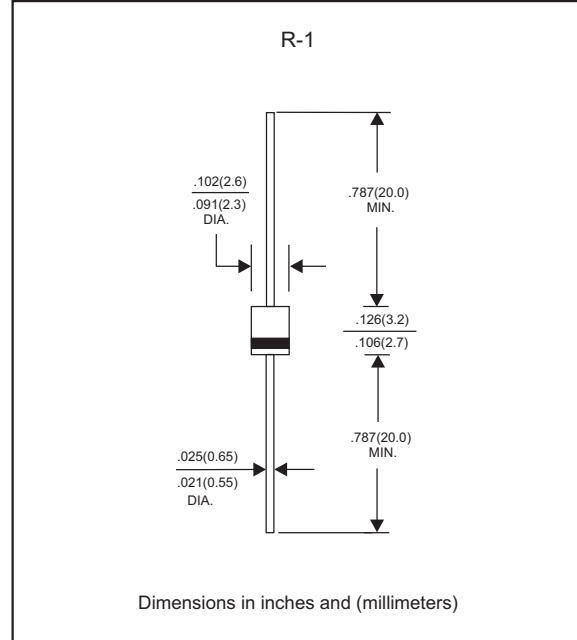 R-1
.102(2.6)
.091(2.3)
DIA.
.787(20.0)
MIN.
.126(3.2)
.106(2.7)
.787(20.0)
MIN.
.025(0.65)
.021(0.55)
DIA.
Dimensions in inches and (millimeters)